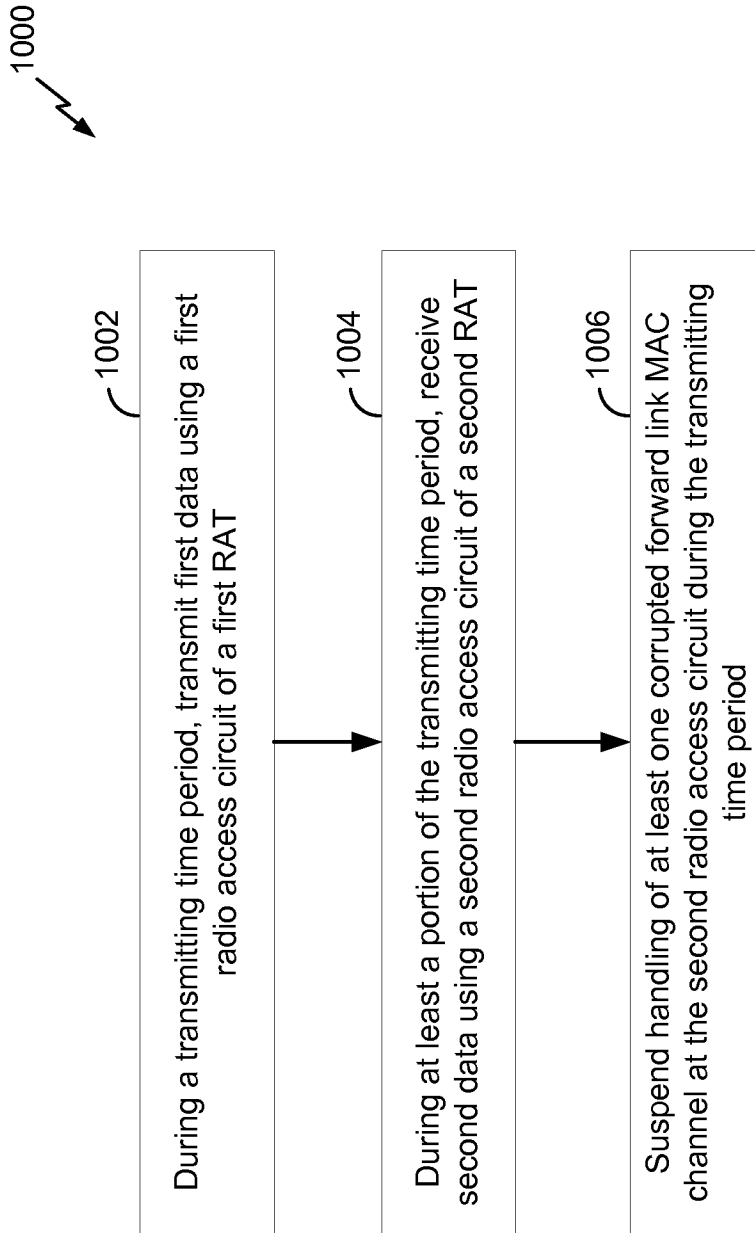 1000
1002
During a transmitting time period, transmit first data using a first
radio access circuit of a first RAT
1004
During at least a portion of the transmitting time period, receive
second data using a second radio access circuit of a second RAT
1006
Suspend handling of at least one corrupted forward link MAC
channel at the second radio access circuit during the transmitting
time period